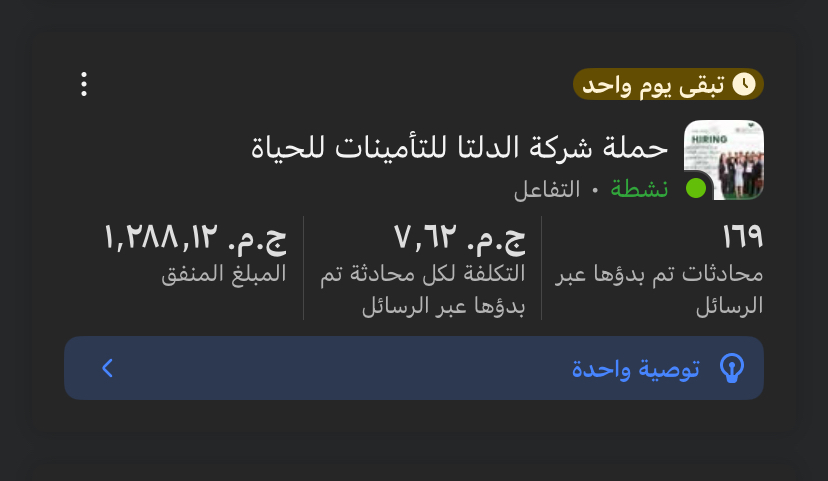 تبقى يوم واحد
HIRING
حملة شركة الدلتا للتأمينات للحياة
نشطة • التفاعل
١٦٩
محادثات تم بدؤها عبر
الرسائل
ج.م. ٧,٦٢
التكلفة لكل محادثة تم
بدؤها عبر الرسائل
ج.م. ١,٢٨٨,١٢
المبلغ المنفق
توصية واحدة